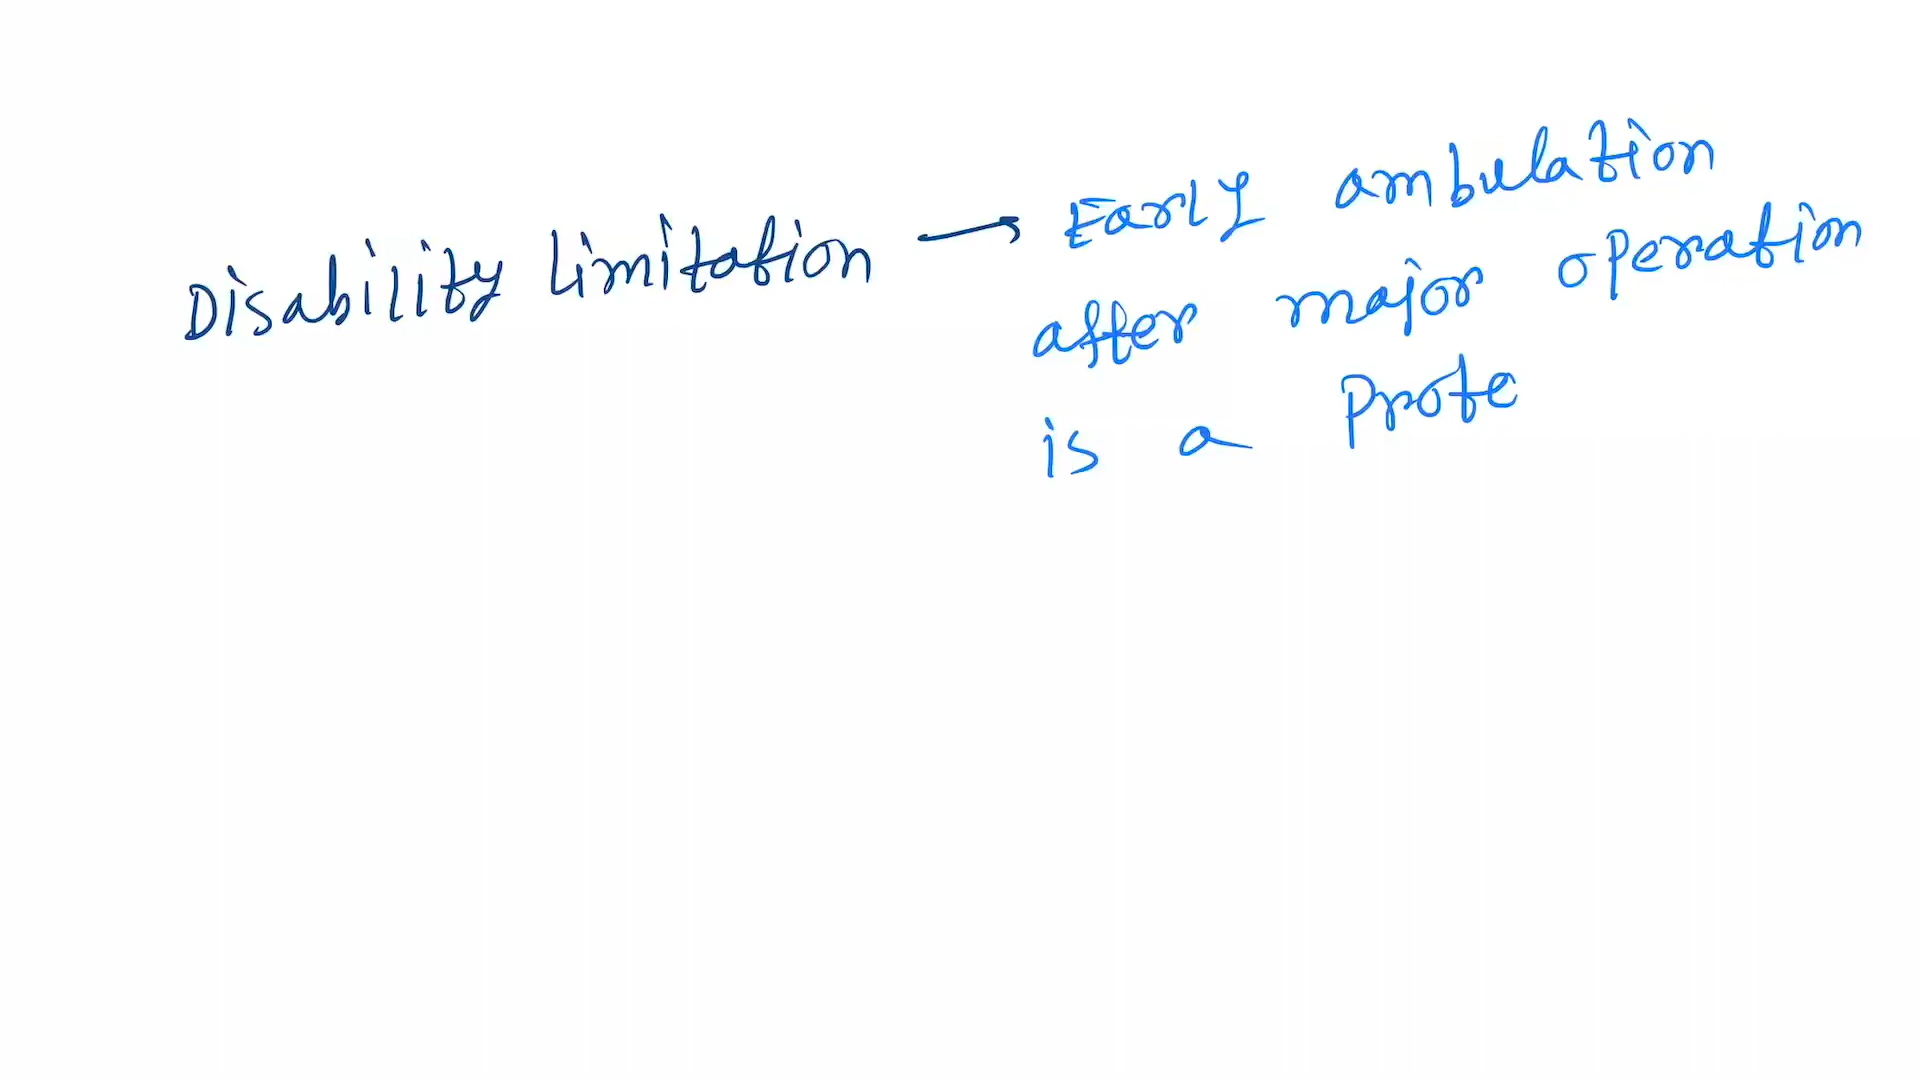 Disability limitation → Early ambulation
after major operation
is a Prote